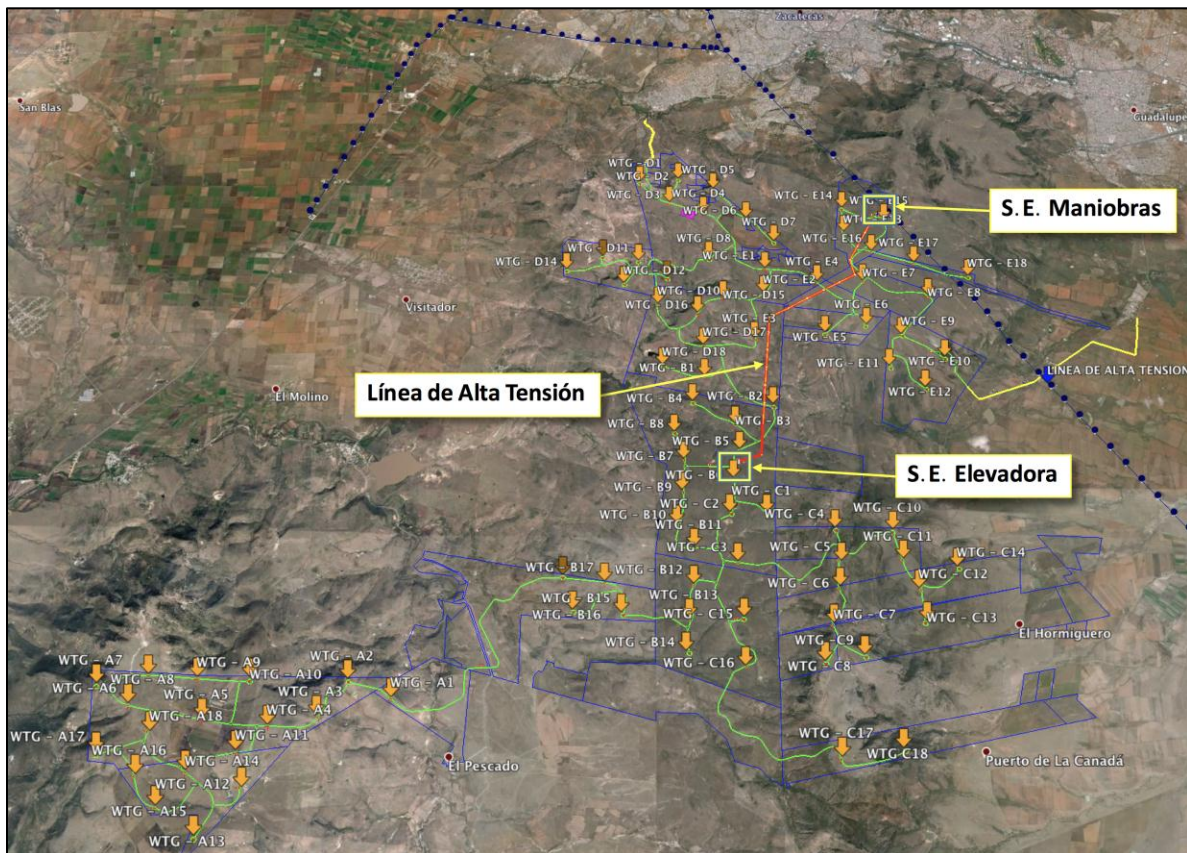 Zacatecas
San Blas
Guadalupe
WTG - D1
WTG - D2
WTG - D5
WTG - D3
WTG - D4
WTG - E14
WTG - E15
S.E. Maniobras
WTG - D6
WTG - D7
WTG - E13
WTG - E16
WTG - E17
WTG - D11
WTG - D8
WTG - E1
WTG - E4
WTG - E18
WTG - D14
WTG - D12
WTG - E2
WTG - E7
WTG - E8
Visitador
WTG - D10
WTG - D15
WTG - D16
WTG - E6
WTG - E3
WTG - E9
WTG - D17
WTG - E5
WTG - D18
WTG - E11
WTG - E10
WTG - B1
LÍNEA DE ALTA TENSION
Línea de Alta Tensión
El Molino
WTG - B4
WTG - B2
WTG - E12
WTG - B3
WTG - B8
WTG - B5
WTG - B7
S.E. Elevadora
WTG - B9
WTG - C1
WTG - C2
WTG - B10
WTG - C4
WTG - C10
WTG - B11
WTG - C11
WTG - C3
WTG - C5
WTG - C14
WTG - B17
WTG - B12
WTG - C6
WTG - C12
WTG - B15
WTG - B13
WTG - B16
WTG - C15
WTG - C7
WTG - C13
El Hormiguero
WTG - B14
WTG - C9
WTG - C16
WTG - C8
WTG - A7
WTG - A9
WTG - A2
WTG - A8
WTG - A10
WTG - A1
WTG - A6
WTG - A5
WTG - A3
WTG - A4
WTG - A18
WTG - A17
WTG - A11
WTG - C17
WTG - A16
WTG C18
WTG - A14
El Pescado
Puerto de La Canadá
WTG - A12
WTG - A15
WTG - A13